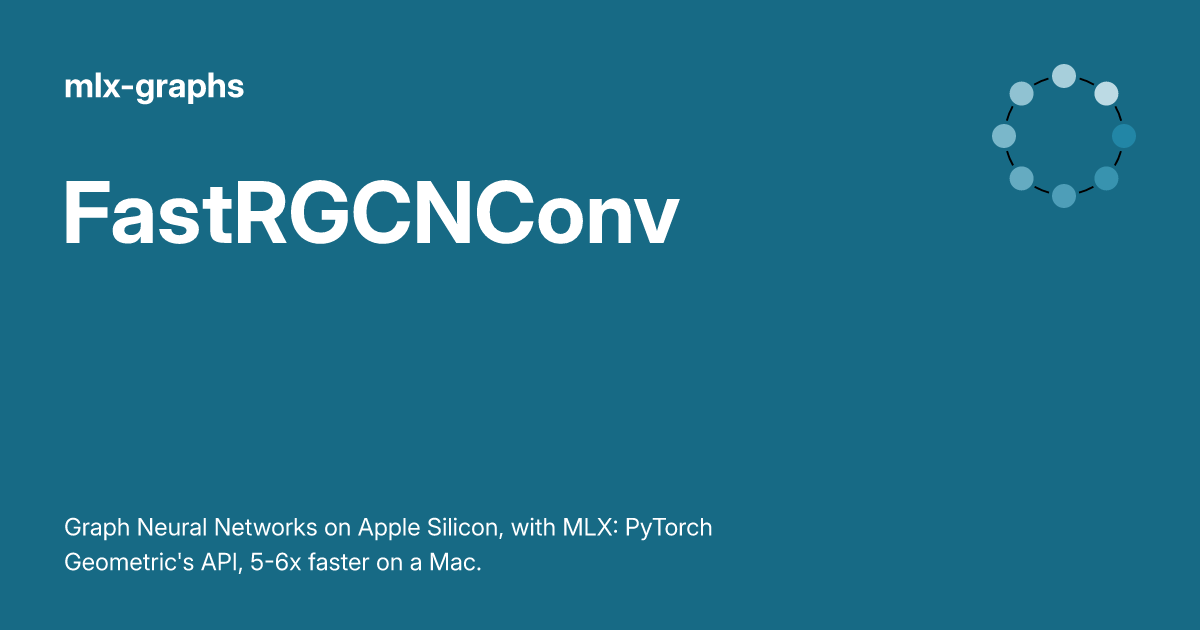 mlx-graphs
FastRGCNConv
Graph Neural Networks on Apple Silicon, with MLX: PyTorch
Geometric's API, 5-6x faster on a Mac.